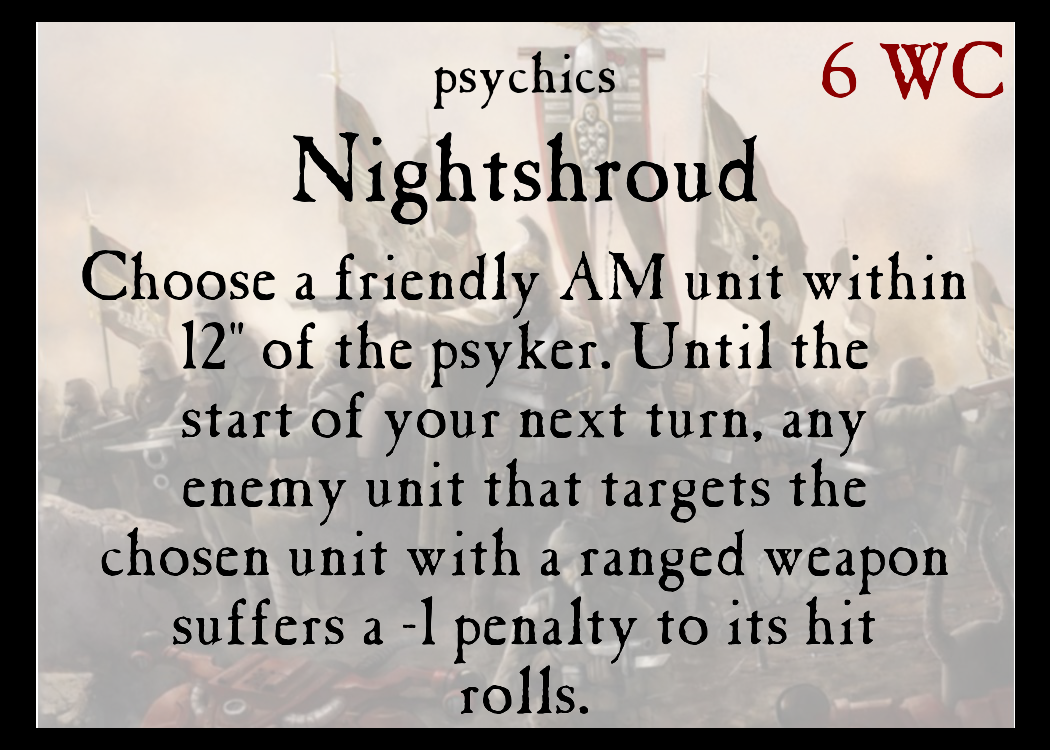 psychics
6 WC
Nightshroud
Choose a friendly AM unit within
12" of the psyker. Until the
start of your next turn, any
enemy unit that targets the
chosen unit with a ranged weapon
suffers a -1 penalty to its hit
rolls.